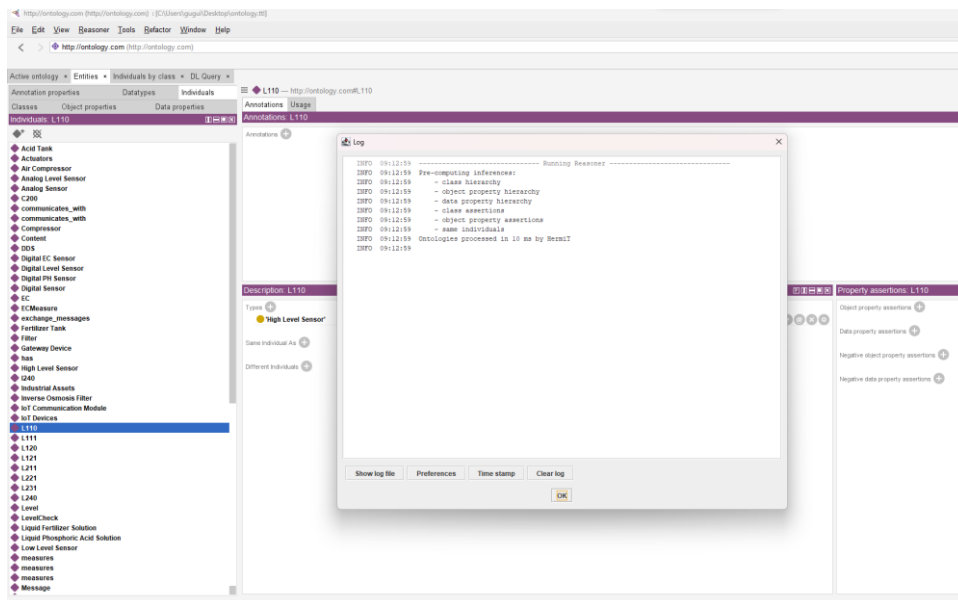 http://ontology.com (http://ontology.com) : [C:\Users\gugui\Desktop\ontology.ttl]
File Edit View Reasoner Tools Refactor Window Help
< > http://ontology.com (http://ontology.com)
Active ontology × Entities × Individuals by class × DL Query ×
Annotation properties Datatypes Individuals
Classes Object properties Data properties
Individuals: L110
Acid Tank
Actuators
Air Compressor
Analog Level Sensor
Analog Sensor
C200
communicates_with
communicates_with
Compressor
Content
DDS
Digital EC Sensor
Digital Level Sensor
Digital PH Sensor
Digital Sensor
EC
ECMeasure
exchange_messages
Fertilizer Tank
Filter
Gateway Device
has
High Level Sensor
I240
Industrial Assets
Inverse Osmosis Filter
IoT Communication Module
IoT Devices
L110
L111
L120
L121
L211
L221
L231
L240
Level
LevelCheck
Liquid Fertilizer Solution
Liquid Phosphoric Acid Solution
Low Level Sensor
measures
measures
measures
Message
L110 — http://ontology.com#L110
Annotations Usage
Annotations: L110
Annotations
Log
INFO 09:12:59 ------------------------------- Running Reasoner -------------------------------
INFO 09:12:59 Pre-computing inferences:
INFO 09:12:59 - class hierarchy
INFO 09:12:59 - object property hierarchy
INFO 09:12:59 - data property hierarchy
INFO 09:12:59 - class assertions
INFO 09:12:59 - object property assertions
INFO 09:12:59 - same individuals
INFO 09:12:59 Ontologies processed in 10 ms by HermiT
INFO 09:12:59
Show log file Preferences Time stamp Clear log
OK
Description: L110
Types
'High Level Sensor'
Same Individual As
Different Individuals
Property assertions: L110
Object property assertions
Data property assertions
Negative object property assertions
Negative data property assertions